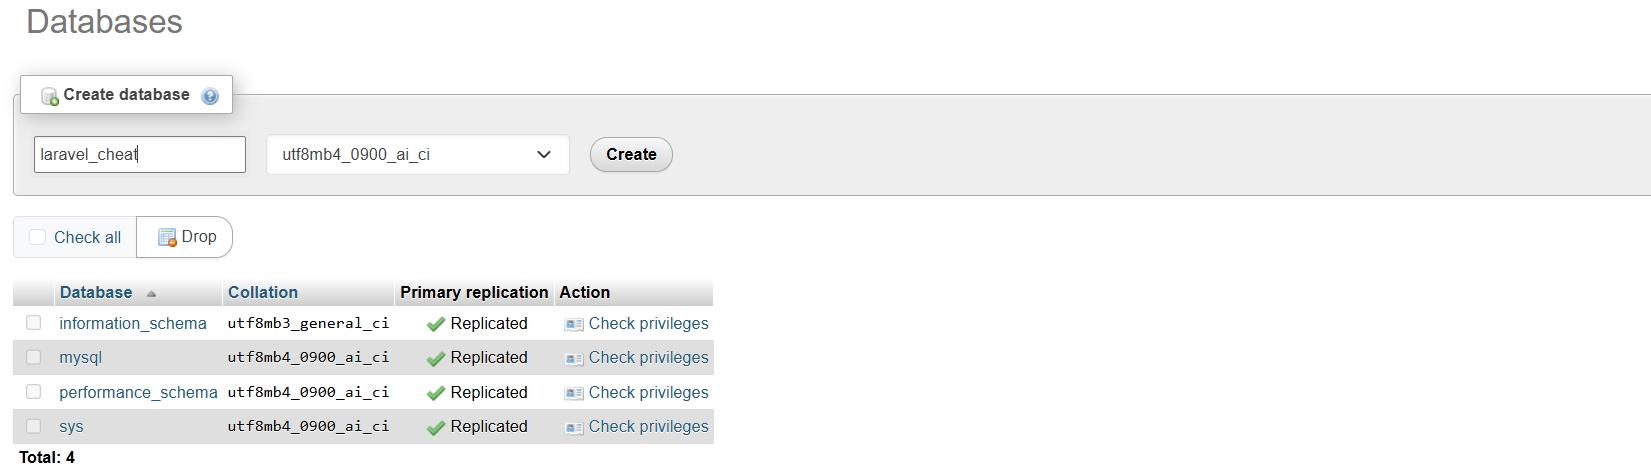 Databases
Create database
laravel_cheat utf8mb4_0900_ai_ci Create
Check all Drop
Database Collation Primary replication Action
information_schema utf8mb3_general_ci Replicated Check privileges
mysql utf8mb4_0900_ai_ci Replicated Check privileges
performance_schema utf8mb4_0900_ai_ci Replicated Check privileges
sys utf8mb4_0900_ai_ci Replicated Check privileges
Total: 4